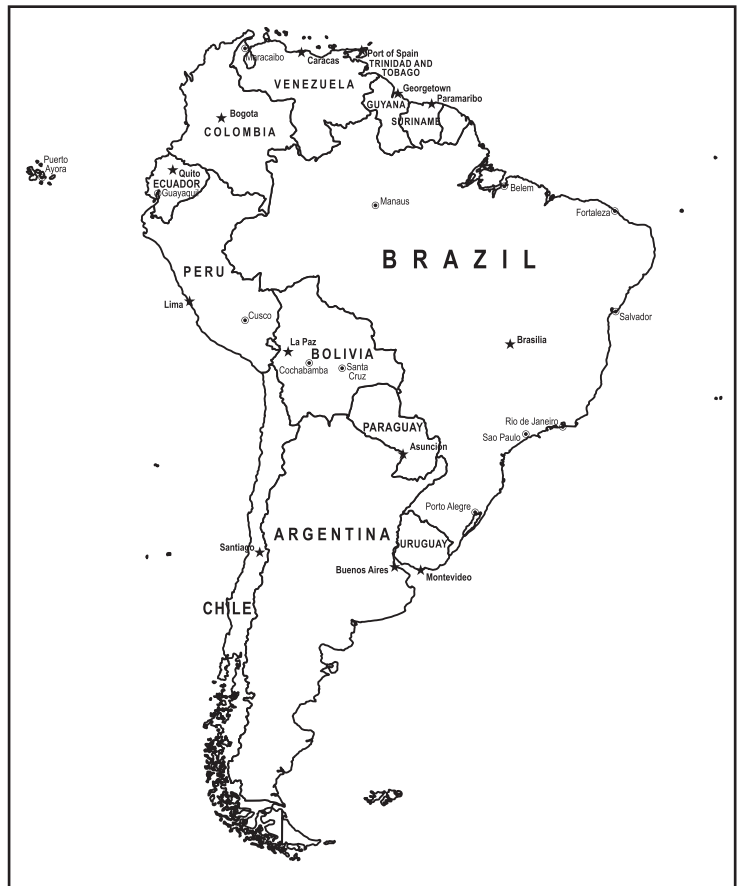 Maracaibo
Caracas
Port of Spain
TRINIDAD AND
TOBAGO
VENEZUELA
Georgetown
Paramaribo
GUYANA
SURINAME
Bogota
COLOMBIA
Puerto
Ayora
Quito
ECUADOR
Guayaquil
Belem
Manaus
Fortaleza
BRAZIL
PERU
Lima
Cusco
Salvador
La Paz
BOLIVIA
Cochabamba
Santa
Cruz
Brasilia
PARAGUAY
Asuncion
Rio de Janeiro
Sao Paulo
Porto Alegre
ARGENTINA
URUGUAY
Santiago
Buenos Aires
Montevideo
CHILE